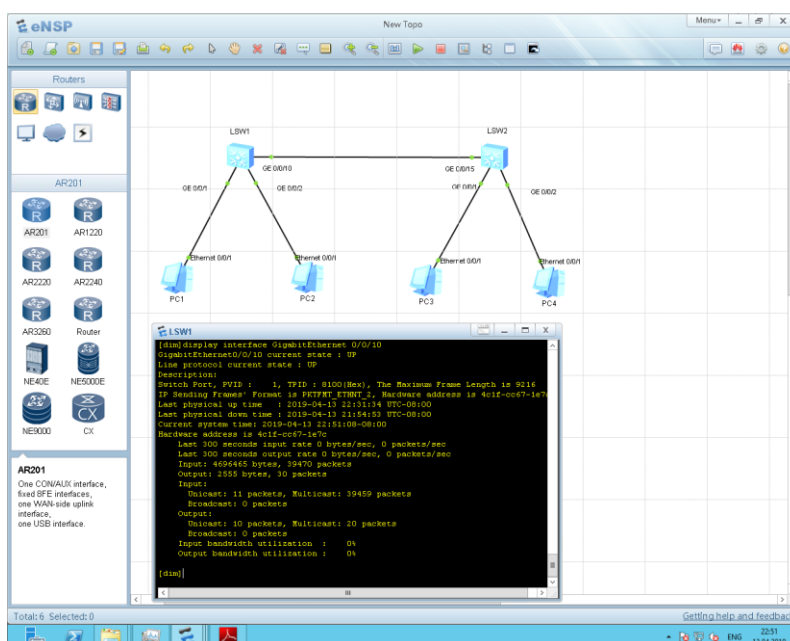 eNSP
New Topo
Menu
Routers
AR201
AR201
AR1220
AR2220
AR2240
AR3260
Router
NE40E
NE5000E
NE9000
CX
AR201
One CON/AUX interface,
fixed 8FE interfaces,
one WAN-side uplink
interface,
one USB interface.
LSW1
LSW2
GE 0/0/10
GE 0/0/15
GE 0/0/1
GE 0/0/2
GE 0/0/1
GE 0/0/2
Ethernet 0/0/1
Ethernet 0/0/1
Ethernet 0/0/1
Ethernet 0/0/1
PC1
PC2
PC3
PC4
LSW1
[dim]display interface GigabitEthernet 0/0/10
GigabitEthernet0/0/10 current state : UP
Line protocol current state : UP
Description:
Switch Port, PVID : 1, TPID : 8100(Hex), The Maximum Frame Length is 9216
IP Sending Frames' Format is PKTFMT_ETHNT_2, Hardware address is 4c1f-cc67-1e7
Last physical up time : 2019-04-13 22:31:34 UTC-08:00
Last physical down time : 2019-04-13 21:54:53 UTC-08:00
Current system time: 2019-04-13 22:51:08-08:00
Hardware address is 4c1f-cc67-1e7c
Last 300 seconds input rate 0 bytes/sec, 0 packets/sec
Last 300 seconds output rate 0 bytes/sec, 0 packets/sec
Input: 4696465 bytes, 39470 packets
Output: 2555 bytes, 30 packets
Input:
Unicast: 11 packets, Multicast: 39459 packets
Broadcast: 0 packets
Output:
Unicast: 10 packets, Multicast: 20 packets
Broadcast: 0 packets
Input bandwidth utilization : 0%
Output bandwidth utilization : 0%
[dim]
Total: 6 Selected: 0
Getting help and feedbac
ENG
22:51